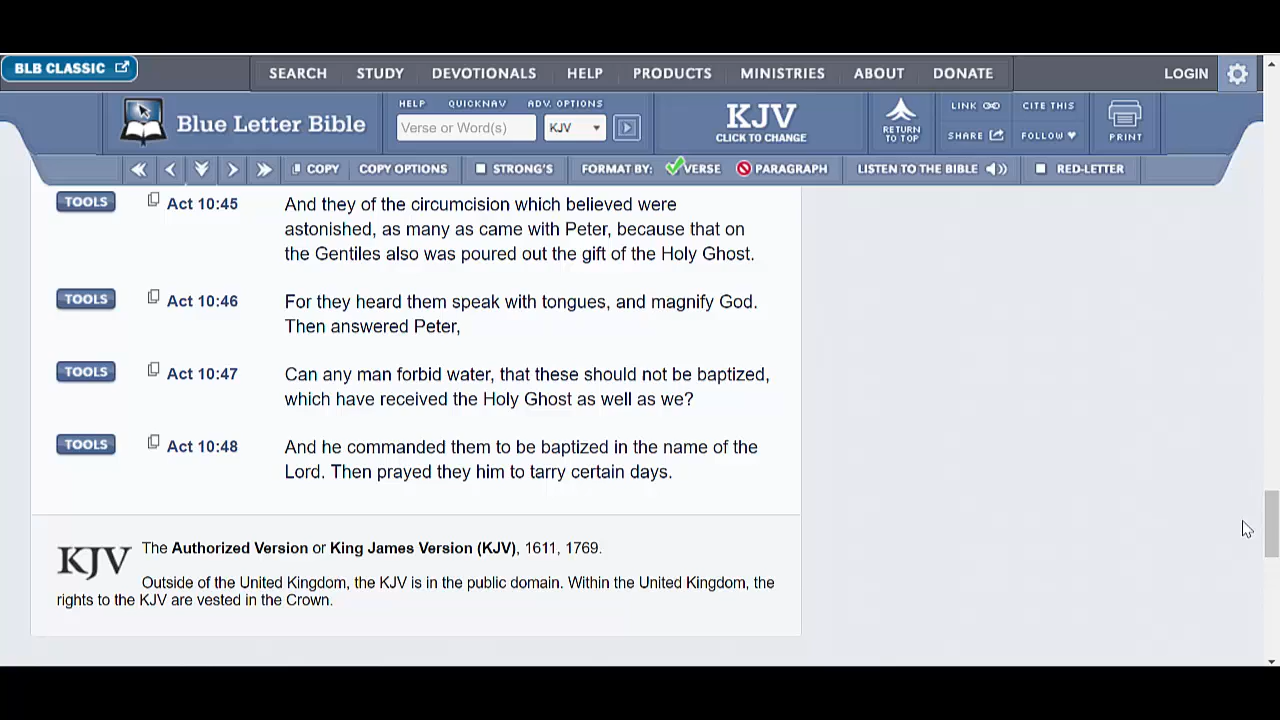 BLB CLASSIC
SEARCH STUDY DEVOTIONALS HELP PRODUCTS MINISTRIES ABOUT DONATE LOGIN
Blue Letter Bible
HELP QUICKNAV ADV. OPTIONS
Verse or Word(s) KJV
KJV
CLICK TO CHANGE
RETURN
TO TOP
LINK CITE THIS
SHARE FOLLOW
PRINT
COPY COPY OPTIONS STRONG'S FORMAT BY: VERSE PARAGRAPH LISTEN TO THE BIBLE RED-LETTER
TOOLS Act 10:45 And they of the circumcision which believed were
astonished, as many as came with Peter, because that on
the Gentiles also was poured out the gift of the Holy Ghost.
TOOLS Act 10:46 For they heard them speak with tongues, and magnify God.
Then answered Peter,
TOOLS Act 10:47 Can any man forbid water, that these should not be baptized,
which have received the Holy Ghost as well as we?
TOOLS Act 10:48 And he commanded them to be baptized in the name of the
Lord. Then prayed they him to tarry certain days.
KJV The Authorized Version or King James Version (KJV), 1611, 1769.
Outside of the United Kingdom, the KJV is in the public domain. Within the United Kingdom, the
rights to the KJV are vested in the Crown.